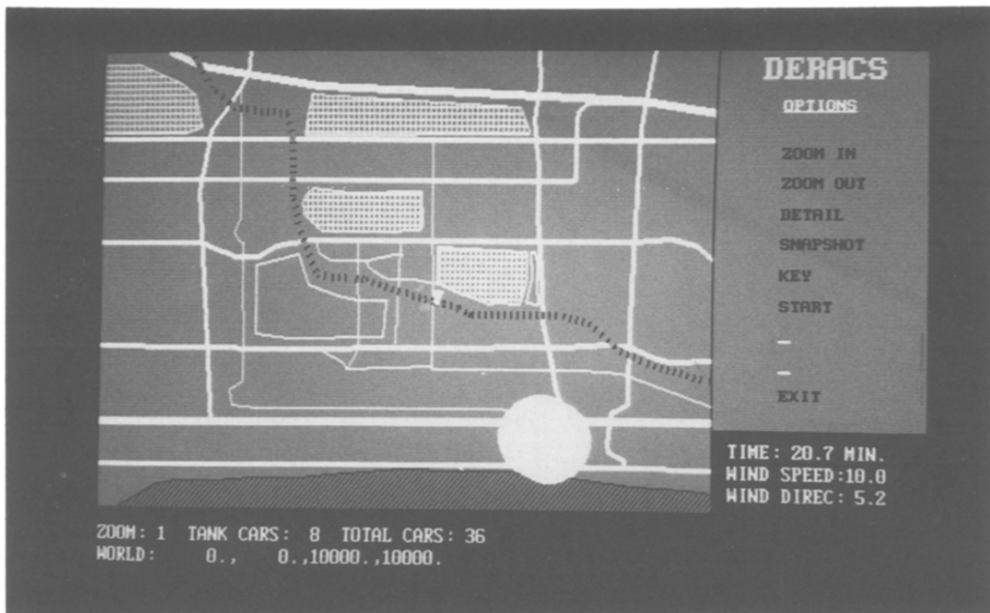 DERACS
OPTIONS
ZOOM IN
ZOOM OUT
DETAIL
SNAPSHOT
KEY
START
EXIT
TIME: 20.7 MIN.
WIND SPEED:10.0
WIND DIREC: 5.2
ZOOM: 1 TANK CARS: 8 TOTAL CARS: 36
WORLD: 0., 0.,10000.,10000.